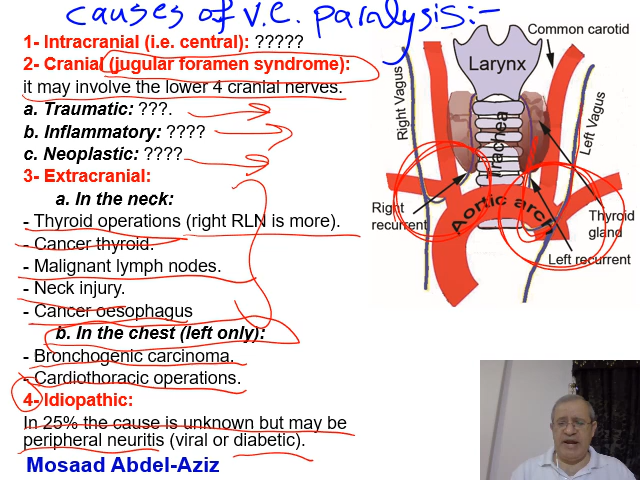 causes of v.c. paralysis:-
1- Intracranial (i.e. central): ?????
2- Cranial (jugular foramen syndrome):
it may involve the lower 4 cranial nerves.
a. Traumatic: ???.
b. Inflammatory: ????
c. Neoplastic: ????
3- Extracranial:
a. In the neck:
- Thyroid operations (right RLN is more).
- Cancer thyroid.
- Malignant lymph nodes.
- Neck injury.
- Cancer oesophagus
b. In the chest (left only):
- Bronchogenic carcinoma.
- Cardiothoracic operations.
4- Idiopathic:
In 25% the cause is unknown but may be
peripheral neuritis (viral or diabetic).
Mosaad Abdel-Aziz
Common carotid
Larynx
Right Vagus
Left Vagus
Trachea
Right
recurrent
Aortic arch
Thyroid
gland
Left recurrent